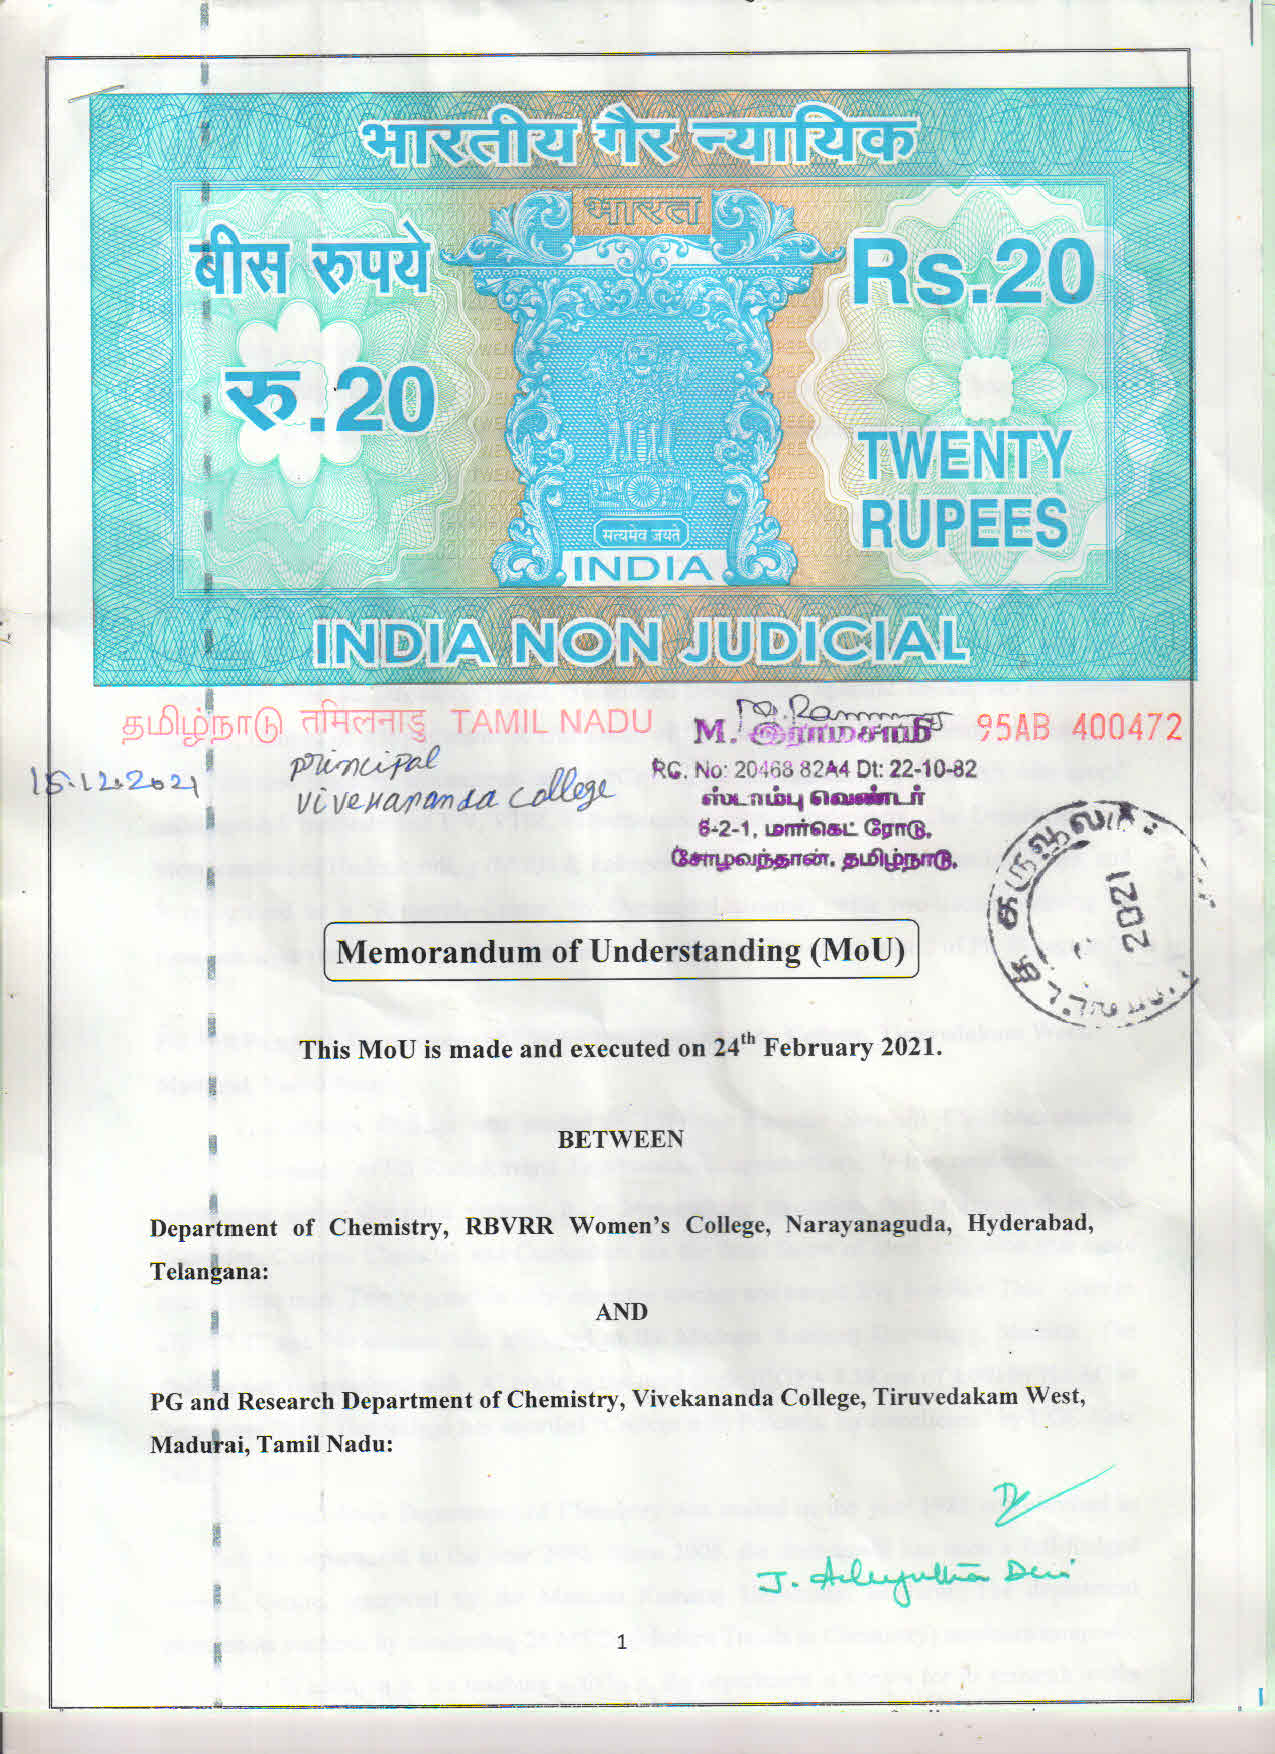 भारतीय गैर न्यायिक
भारत
बीस रुपये
Rs.20
रु.20
TWENTY
RUPEES
सत्यमेव जयते
INDIA
INDIA NON JUDICIAL
தமிழ்நாடு तमिलनाडु TAMIL NADU
M. இராமசாமி
95AB 400472
15.12.2021
Principal
Vivekananda College
RC. No: 20468 82A4 Dt: 22-10-82
ஸ்டாம்பு வெண்டர்
6-2-1, மார்கெட் ரோடு,
சோழவந்தான். தமிழ்நாடு.
2021
Memorandum of Understanding (MoU)
This MoU is made and executed on 24th February 2021.
BETWEEN
Department of Chemistry, RBVRR Women's College, Narayanaguda, Hyderabad,
Telangana:
AND
PG and Research Department of Chemistry, Vivekananda College, Tiruvedakam West,
Madurai, Tamil Nadu:
1